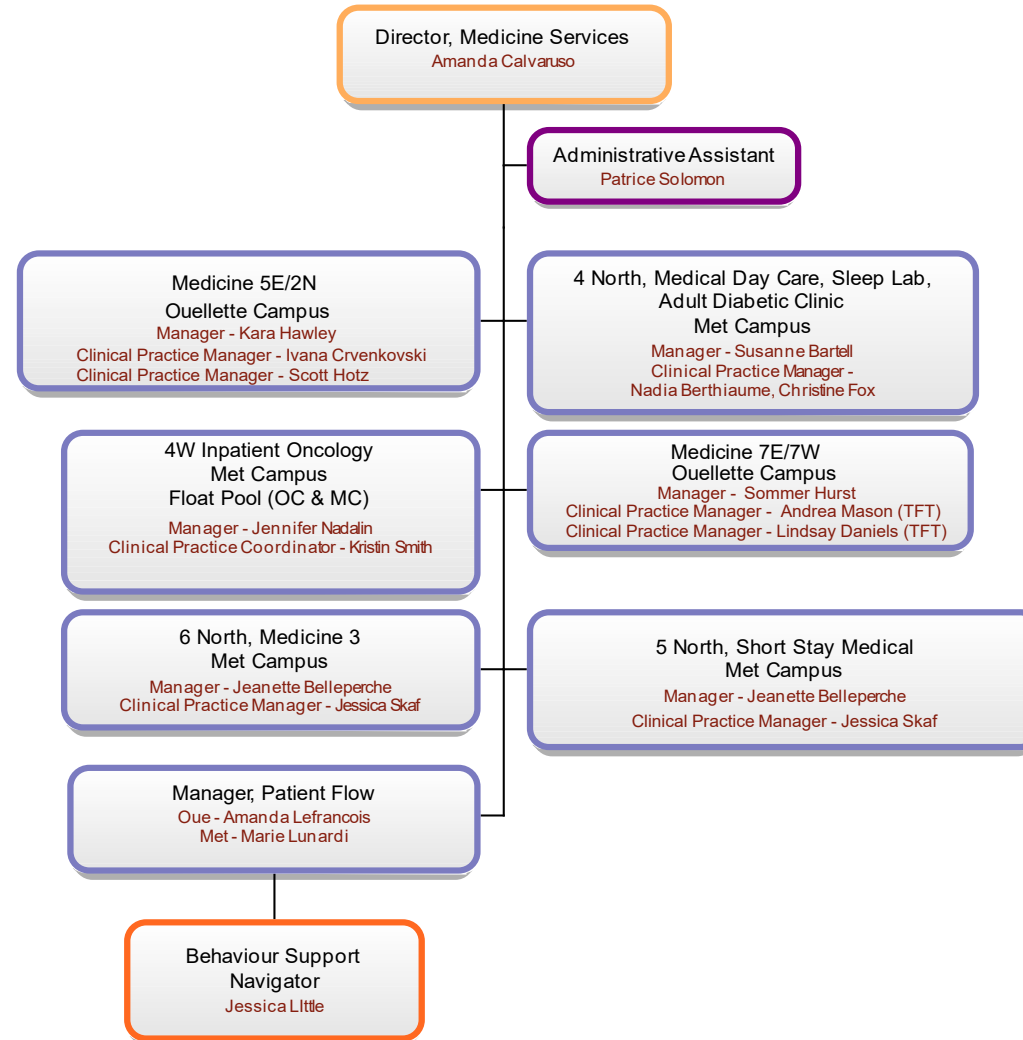 Director, Medicine Services
Amanda Calvaruso
Administrative Assistant
Patrice Solomon
Medicine 5E/2N
Ouellette Campus
Manager - Kara Hawley
Clinical Practice Manager - Ivana Crvenkovski
Clinical Practice Manager - Scott Hotz
4 North, Medical Day Care, Sleep Lab,
Adult Diabetic Clinic
Met Campus
Manager - Susanne Bartell
Clinical Practice Manager -
Nadia Berthiaume, Christine Fox
4W Inpatient Oncology
Met Campus
Float Pool (OC & MC)
Manager - Jennifer Nadalin
Clinical Practice Coordinator - Kristin Smith
Medicine 7E/7W
Ouellette Campus
Manager - Sommer Hurst
Clinical Practice Manager - Andrea Mason (TFT)
Clinical Practice Manager - Lindsay Daniels (TFT)
6 North, Medicine 3
Met Campus
Manager - Jeanette Belleperche
Clinical Practice Manager - Jessica Skaf
5 North, Short Stay Medical
Met Campus
Manager - Jeanette Belleperche
Clinical Practice Manager - Jessica Skaf
Manager, Patient Flow
Oue - Amanda Lefrancois
Met - Marie Lunardi
Behaviour Support
Navigator
Jessica LIttle